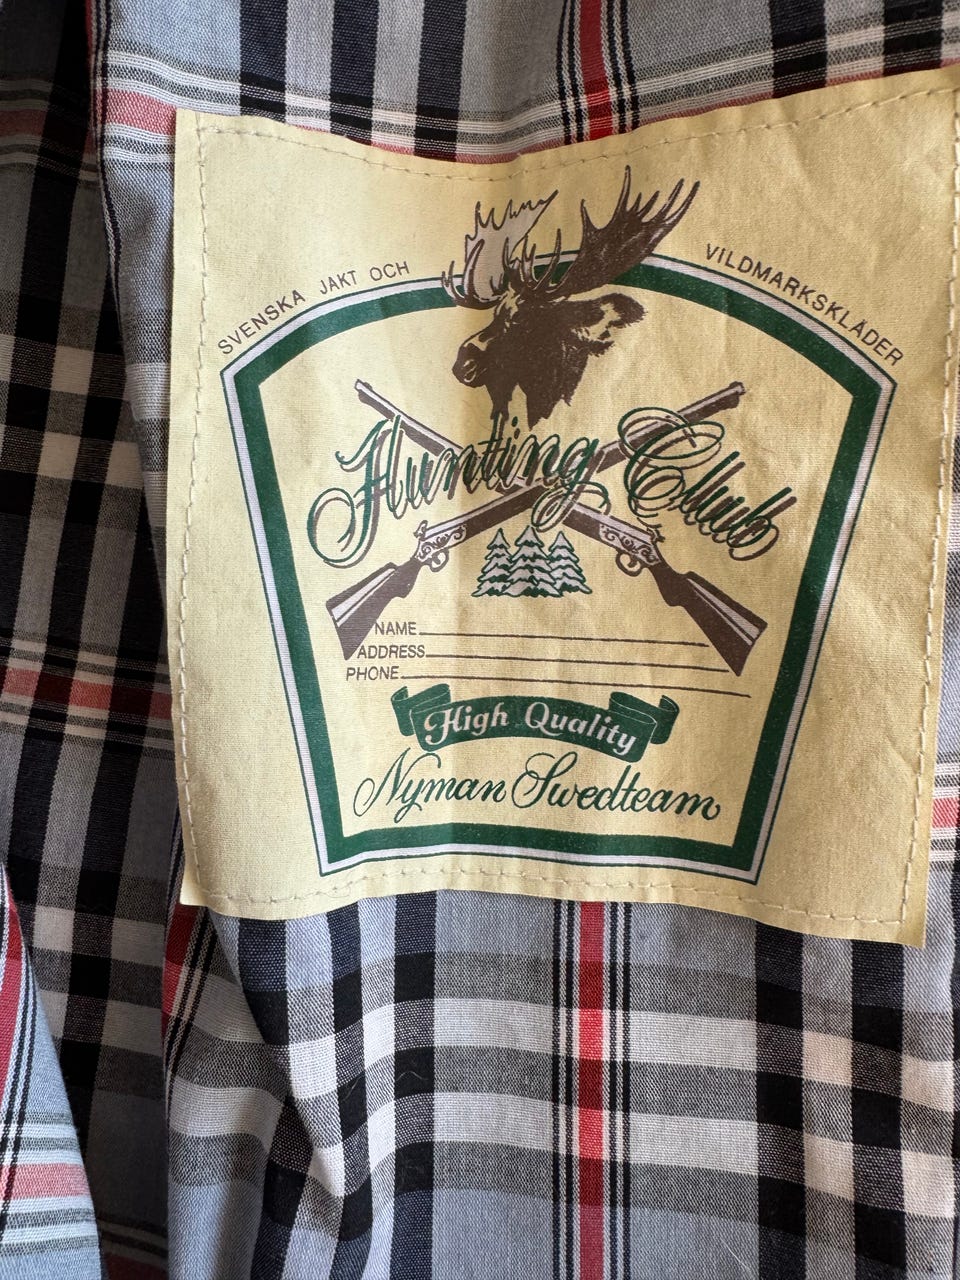 SVENSKA JAKT OCH VILDMARKSKLÄDER
Hunting Club
NAME
ADDRESS
PHONE
High Quality
Nyman Swedteam